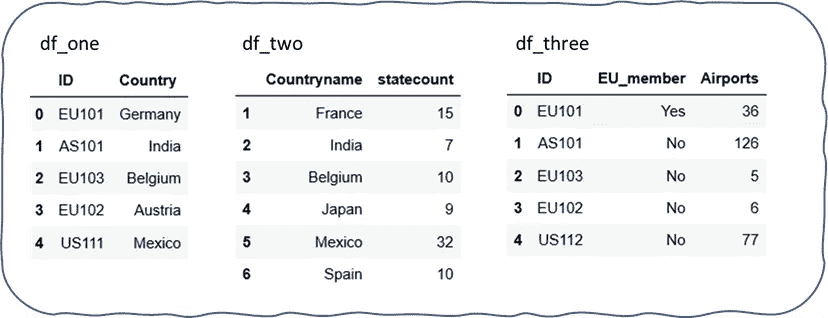 df_one
ID Country
0 EU101 Germany
1 AS101 India
2 EU103 Belgium
3 EU102 Austria
4 US111 Mexico
df_two
Countryname statecount
1 France 15
2 India 7
3 Belgium 10
4 Japan 9
5 Mexico 32
6 Spain 10
df_three
ID EU_member Airports
0 EU101 Yes 36
1 AS101 No 126
2 EU103 No 5
3 EU102 No 6
4 US112 No 77